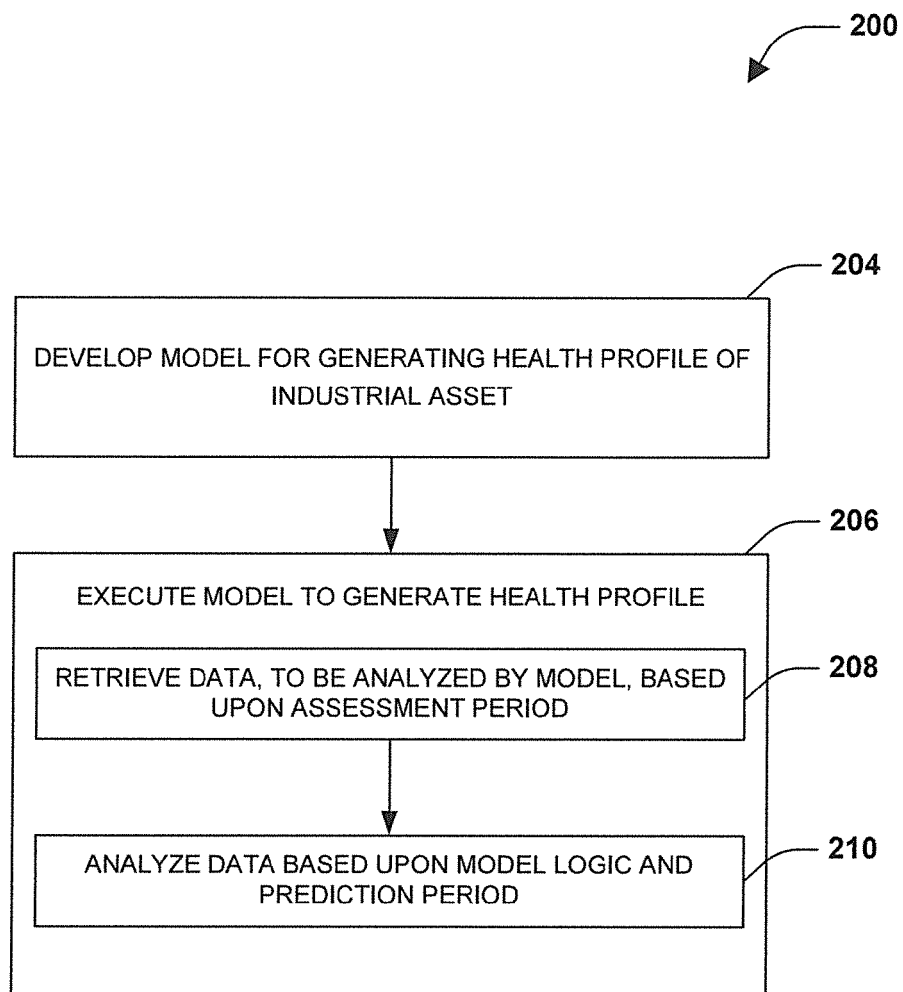 200
204
DEVELOP MODEL FOR GENERATING HEALTH PROFILE OF
INDUSTRIAL ASSET
206
EXECUTE MODEL TO GENERATE HEALTH PROFILE
208
RETRIEVE DATA, TO BE ANALYZED BY MODEL, BASED
UPON ASSESSMENT PERIOD
210
ANALYZE DATA BASED UPON MODEL LOGIC AND
PREDICTION PERIOD